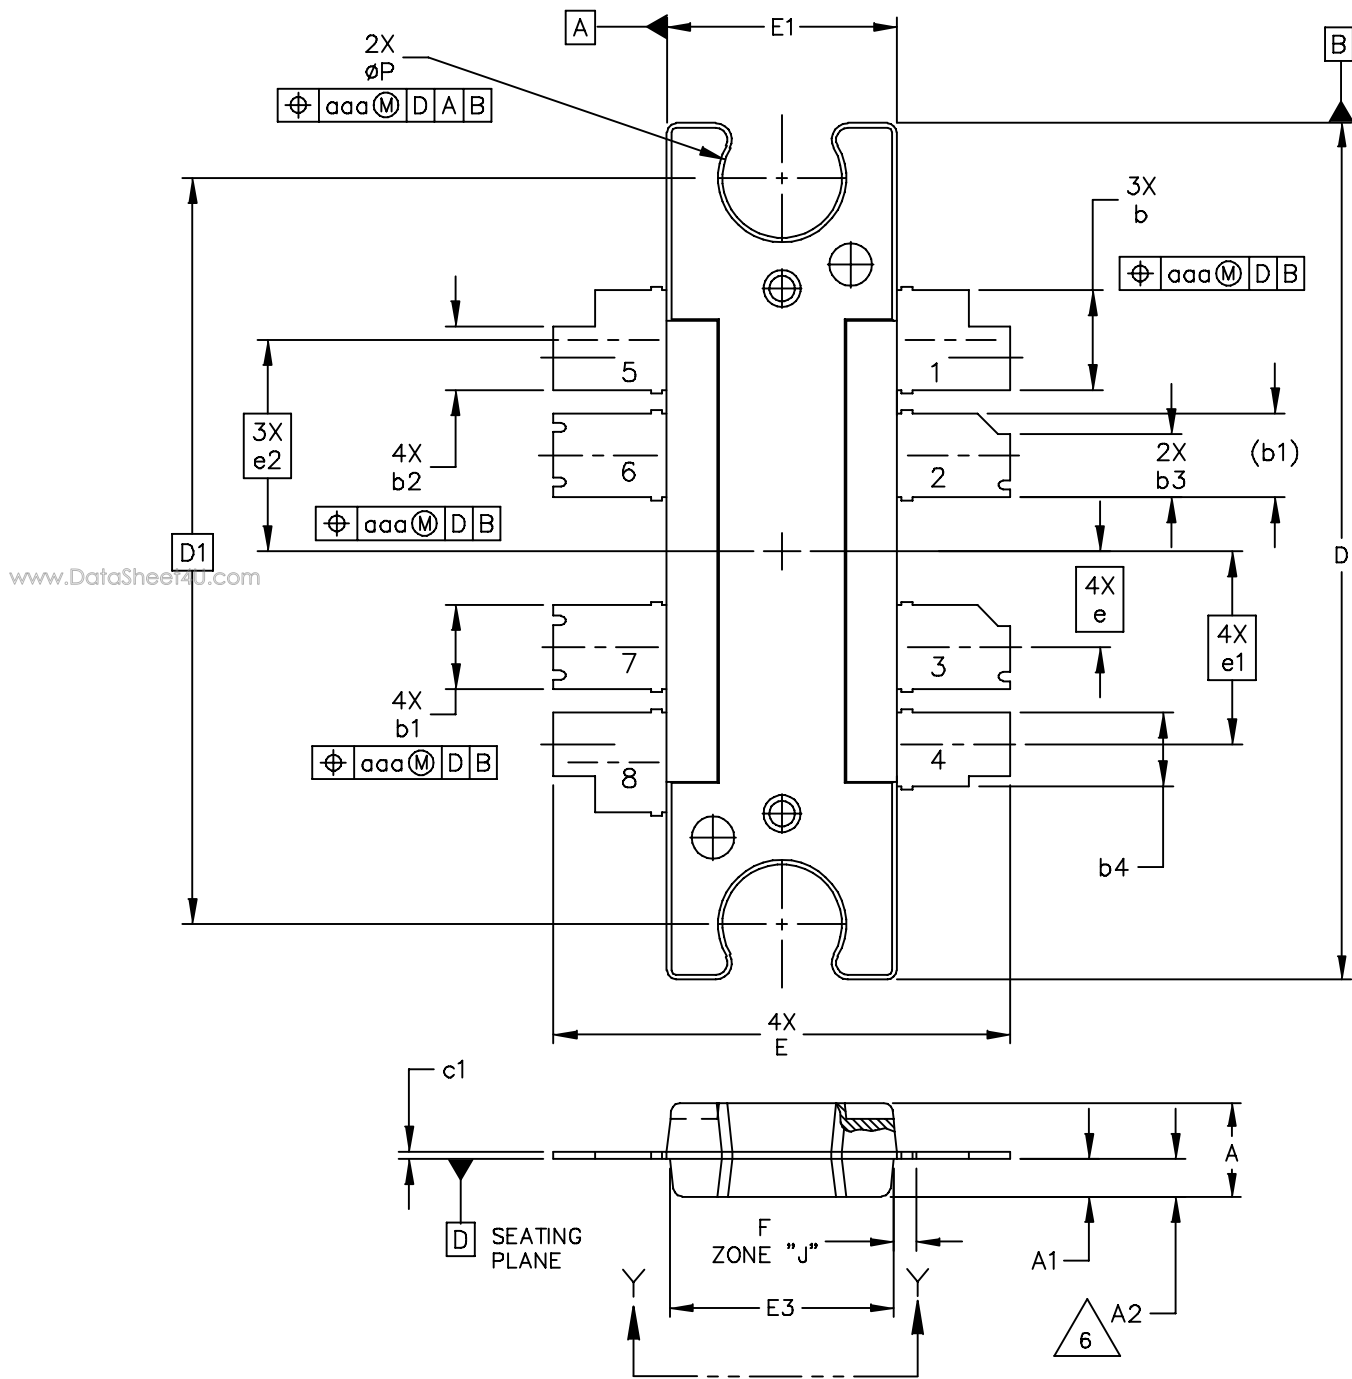 A
E1
B
2X
øP
⌖ aaa Ⓜ D A B
3X
b
⌖ aaa Ⓜ D B
5
1
3X
e2
4X
b2
6
2
2X
b3
(b1)
⌖ aaa Ⓜ D B
D1
D
www.DataSheet4U.com
4X
e
4X
e1
7
3
4X
b1
⌖ aaa Ⓜ D B
8
4
b4
4X
E
c1
A
D
SEATING
PLANE
F
ZONE "J"
A1
Y
Y
E3
A2
6